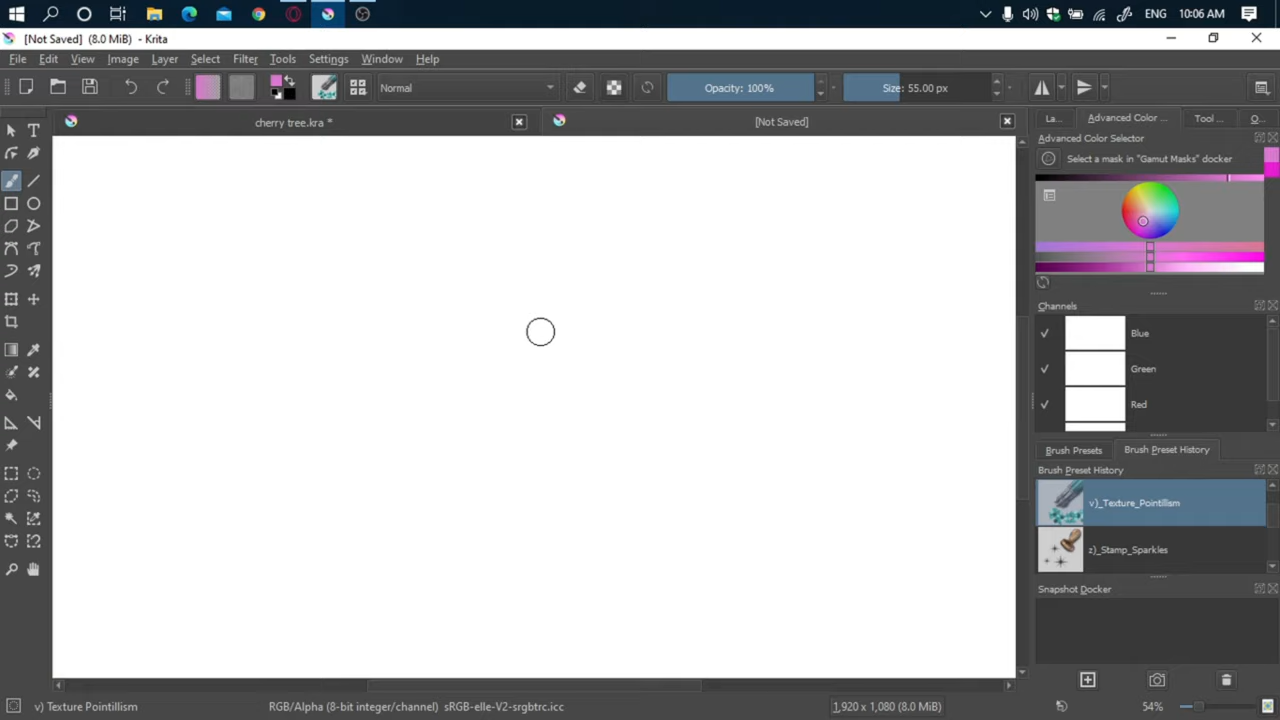 ENG 10:06 AM
[Not Saved] (8.0 MiB) - Krita
File Edit View Image Layer Select Filter Tools Settings Window Help
Normal Opacity: 100% Size: 55.00 px
cherry tree.kra * [Not Saved] La... Advanced Color ... Tool ... O...
Advanced Color Selector
Select a mask in "Gamut Masks" docker
Channels
Blue
Green
Red
Brush Presets Brush Preset History
Brush Preset History
v)_Texture_Pointillism
z)_Stamp_Sparkles
Snapshot Docker
v) Texture Pointillism RGB/Alpha (8-bit integer/channel) sRGB-elle-V2-srgbtrc.icc 1,920 x 1,080 (8.0 MiB) 54%